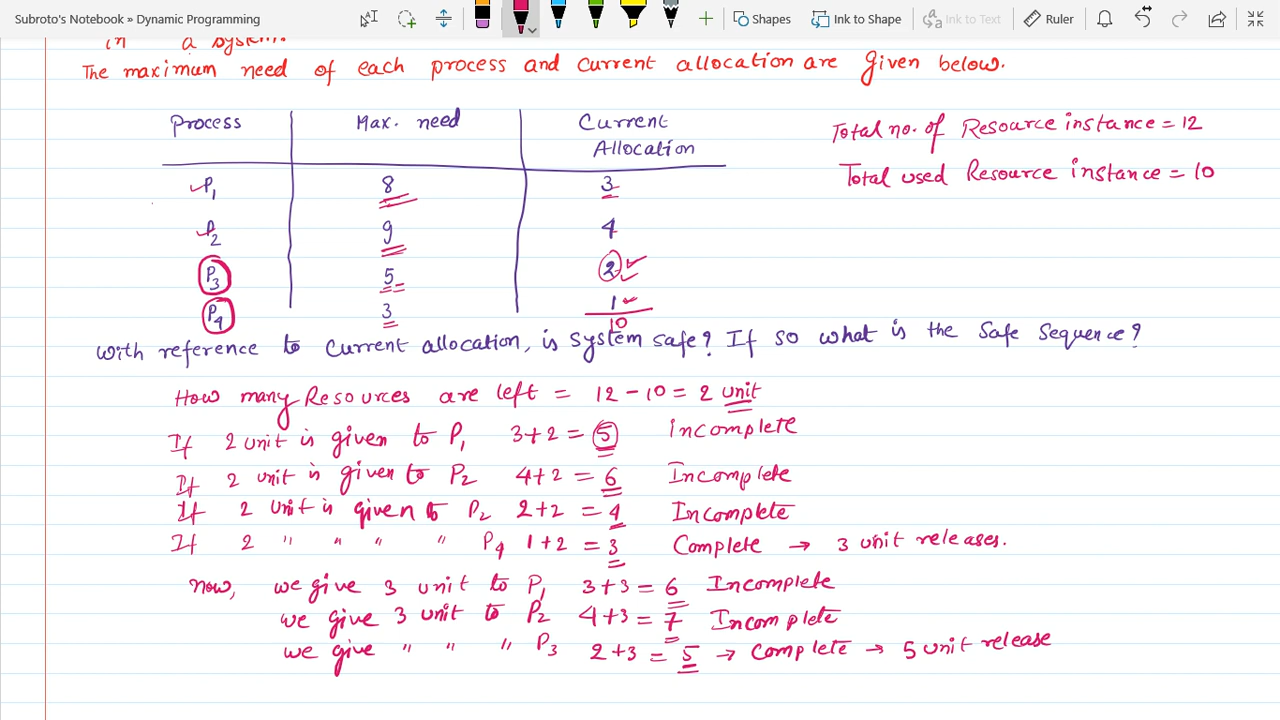 Subroto's Notebook » Dynamic Programming
Shapes Ink to Shape Ink to Text Ruler
in a system.
The maximum need of each process and current allocation are given below.
Process Max. need Current Allocation
P1 8 3
P2 9 4
P3 5 2
P4 3 1
10
Total no. of Resource instance = 12
Total used Resource instance = 10
with reference to current allocation, is system safe? If so what is the safe sequence?
How many Resources are left = 12 - 10 = 2 unit
If 2 unit is given to P1 3+2 = 5 incomplete
If 2 unit is given to P2 4+2 = 6 Incomplete
If 2 unit is given to P2 2+2 = 4 Incomplete
If 2 " " " " P4 1+2 = 3 Complete → 3 unit releases.
Now, we give 3 unit to P1 3+3 = 6 Incomplete
we give 3 unit to P2 4+3 = 7 Incomplete
we give " " " P3 2+3 = 5 → Complete → 5 unit release